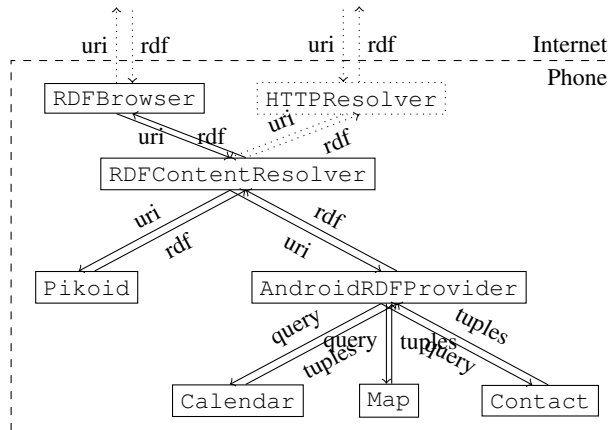 uri rdf uri rdf Internet
Phone
RDFBrowser HTTPResolver
uri rdf uri rdf
RDFContentResolver
uri rdf uri rdf
Pikoid AndroidRDFProvider
query tuples query tuples query tuples
Calendar Map Contact